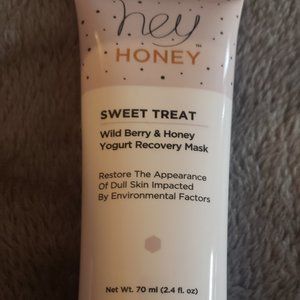 hey
HONEY™
SWEET TREAT
Wild Berry & Honey
Yogurt Recovery Mask
Restore The Appearance
Of Dull Skin Impacted
By Environmental Factors
Net Wt. 70 ml (2.4 fl. oz)